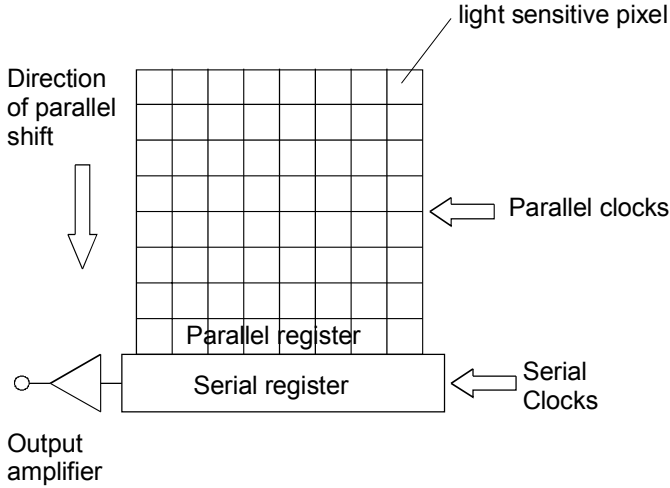 light sensitive pixel
Direction
of parallel
shift
Parallel clocks
Parallel register
Serial register
Serial
Clocks
Output
amplifier